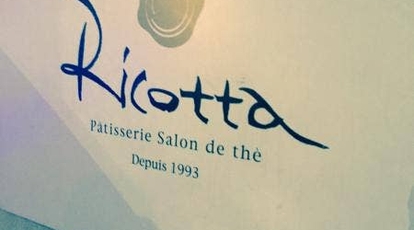 Ricotta
Pâtisserie Salon de thè
Depuis 1993